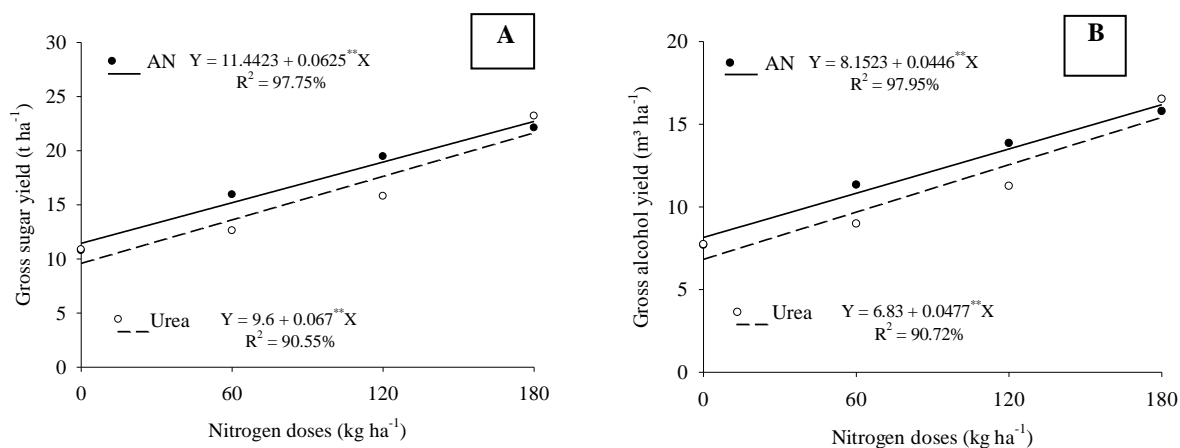 A
30
25
20
15
10
5
0
Gross sugar yield (t ha⁻¹)
AN Y = 11.4423 + 0.0625**X
R² = 97.75%
Urea Y = 9.6 + 0.067**X
R² = 90.55%
0 60 120 180
Nitrogen doses (kg ha⁻¹)
B
20
15
10
5
0
Gross alcohol yield (m³ ha⁻¹)
AN Y = 8.1523 + 0.0446**X
R² = 97.95%
Urea Y = 6.83 + 0.0477**X
R² = 90.72%
0 60 120 180
Nitrogen doses (kg ha⁻¹)